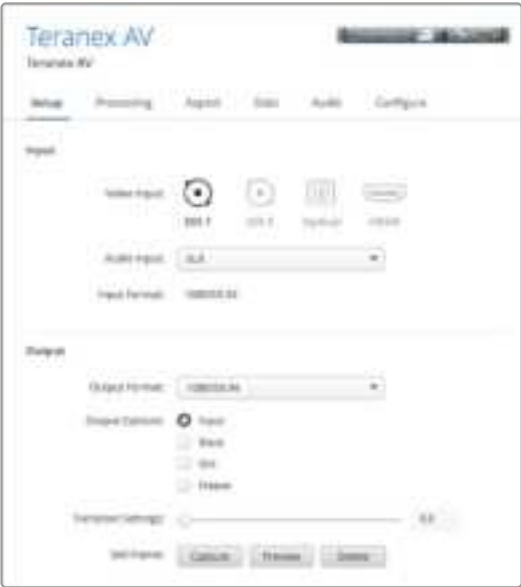 Teranex AV
Teranex AV
Setup Processing Aspect Data Audio Configure
Input
Video Input:
SDI 1 SDI 2 Optical HDMI
Audio Input:
Input Format:
Output
Output Format:
Output Options: Input
Black
Still
Freeze
Transition Settings:
Still Frame: Capture Preview Delete